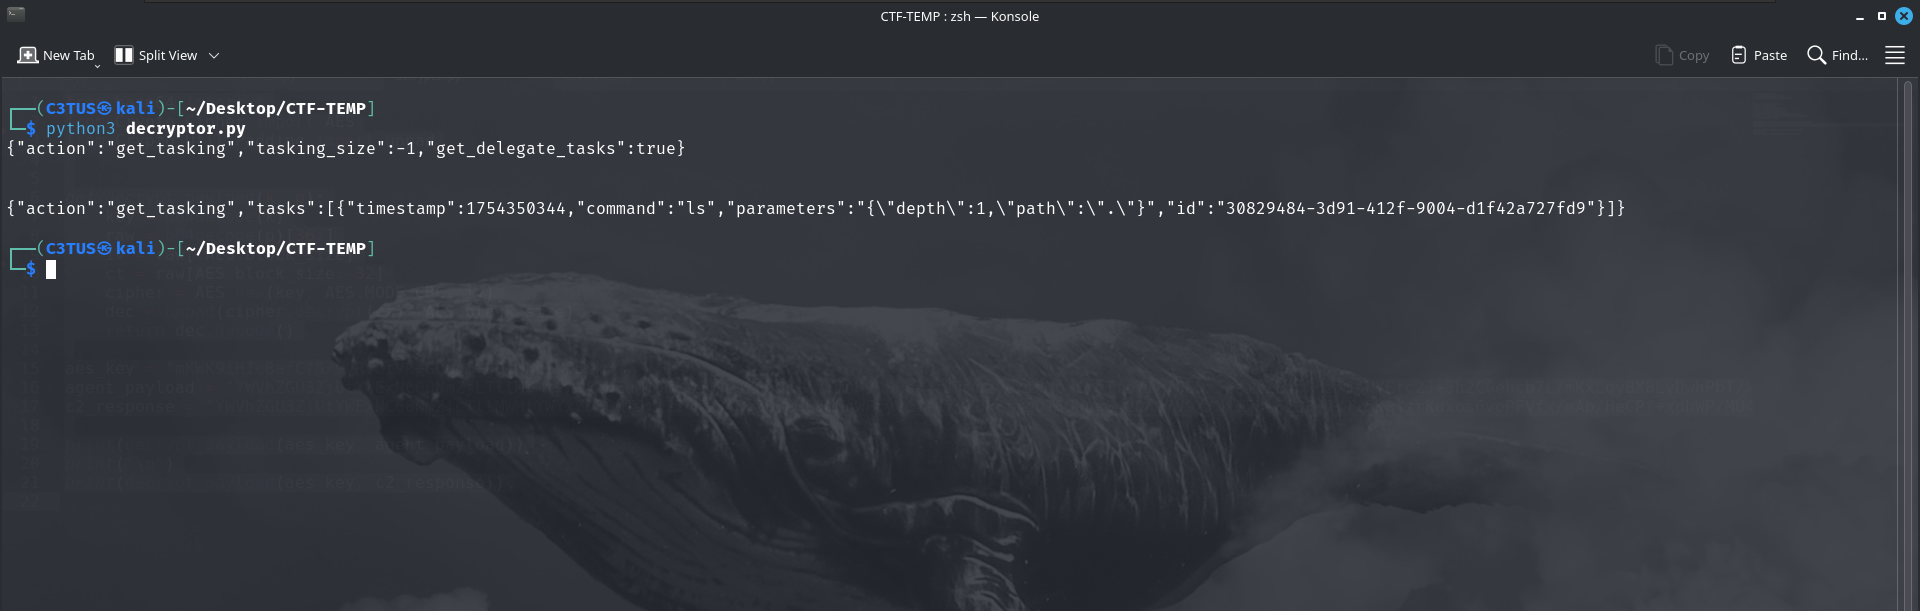 CTF-TEMP : zsh — Konsole
New Tab Split View Copy Paste Find...
┌──(C3TUS㉿kali)-[~/Desktop/CTF-TEMP]
└─$ python3 decryptor.py
{"action":"get_tasking","tasking_size":-1,"get_delegate_tasks":true}
{"action":"get_tasking","tasks":[{"timestamp":1754350344,"command":"ls","parameters":"{\"depth\":1,\"path\":\".\"}","id":"30829484-3d91-412f-9004-d1f42a727fd9"}]}
┌──(C3TUS㉿kali)-[~/Desktop/CTF-TEMP]
└─$